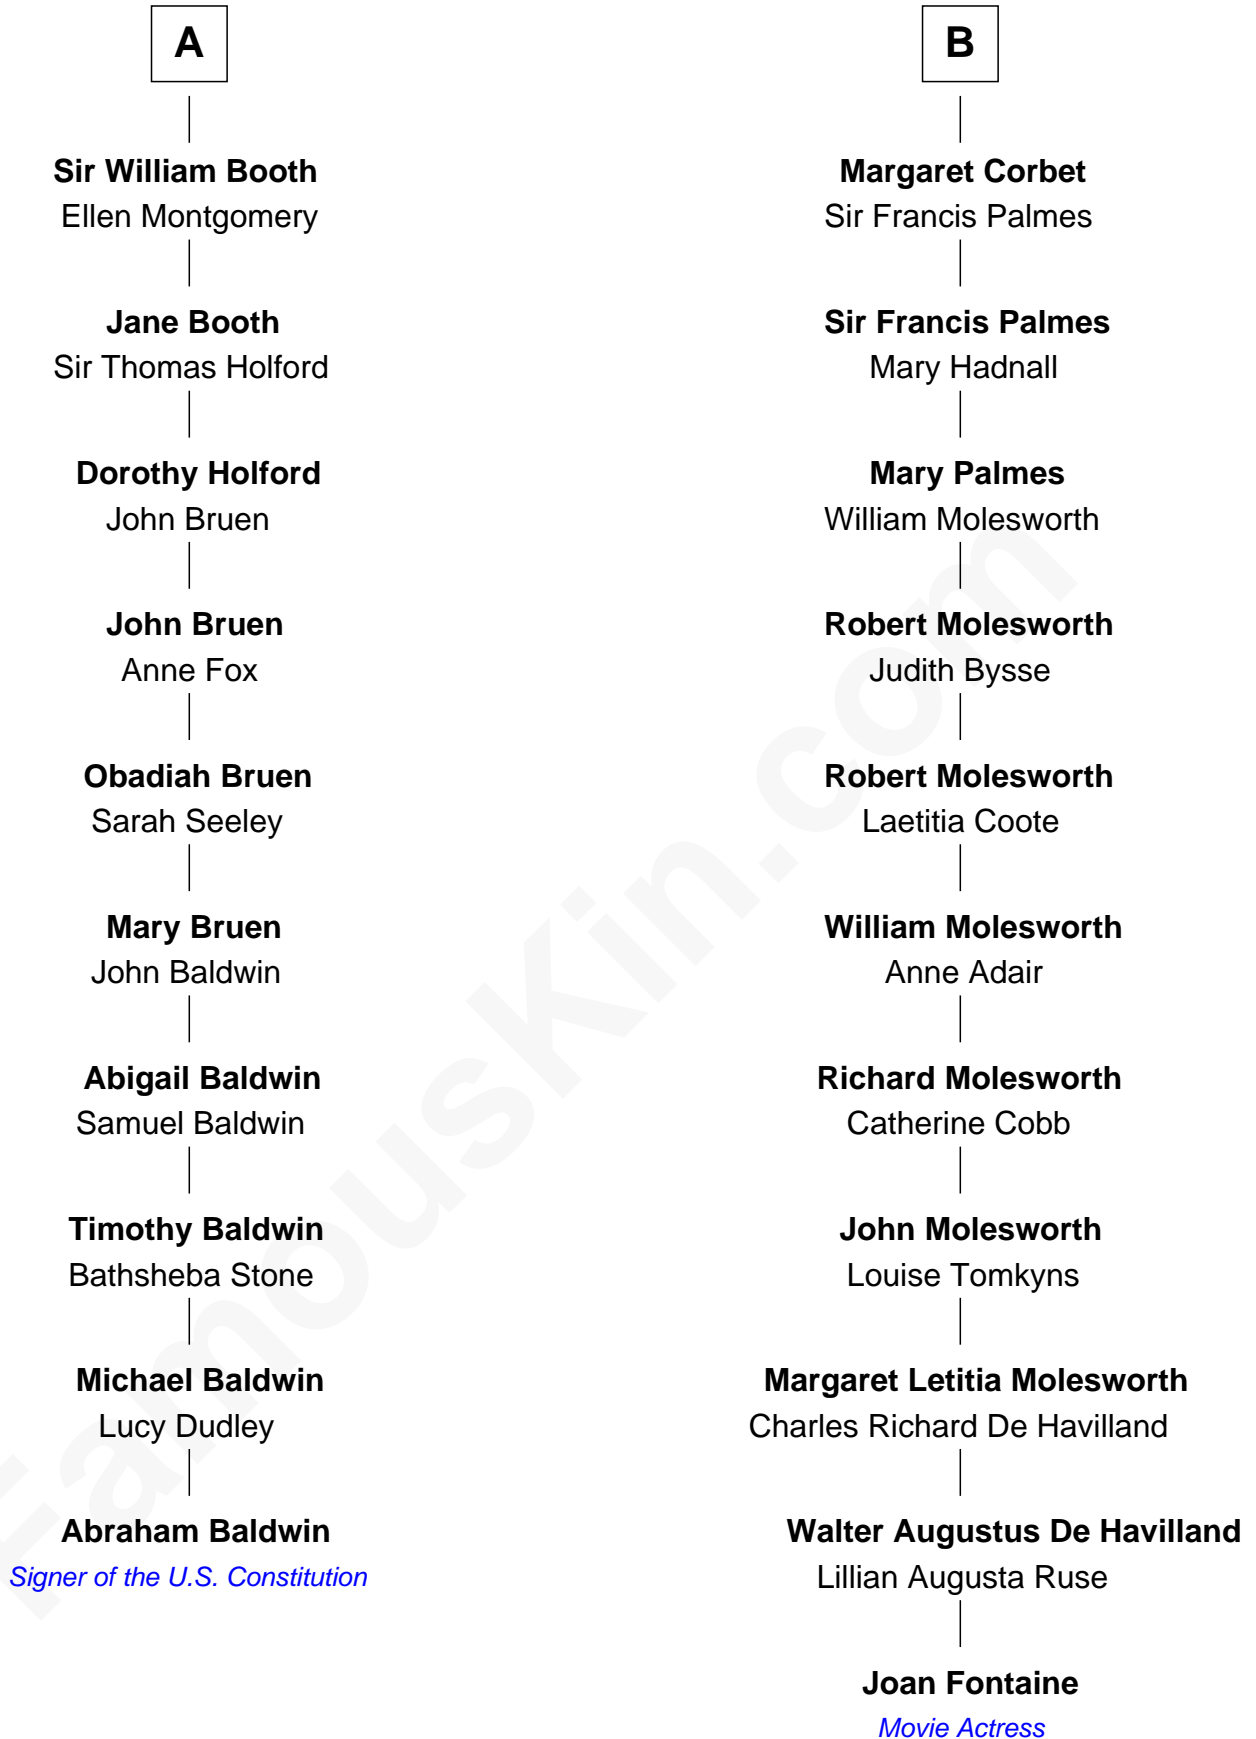 A
Sir William Booth
Ellen Montgomery
Jane Booth
Sir Thomas Holford
Dorothy Holford
John Bruen
John Bruen
Anne Fox
Obadiah Bruen
Sarah Seeley
Mary Bruen
John Baldwin
Abigail Baldwin
Samuel Baldwin
Timothy Baldwin
Bathsheba Stone
Michael Baldwin
Lucy Dudley
Abraham Baldwin
Signer of the U.S. Constitution
B
Margaret Corbet
Sir Francis Palmes
Sir Francis Palmes
Mary Hadnall
Mary Palmes
William Molesworth
Robert Molesworth
Judith Bysse
Robert Molesworth
Laetitia Coote
William Molesworth
Anne Adair
Richard Molesworth
Catherine Cobb
John Molesworth
Louise Tomkyns
Margaret Letitia Molesworth
Charles Richard De Havilland
Walter Augustus De Havilland
Lillian Augusta Ruse
Joan Fontaine
Movie Actress
FamousKin.com